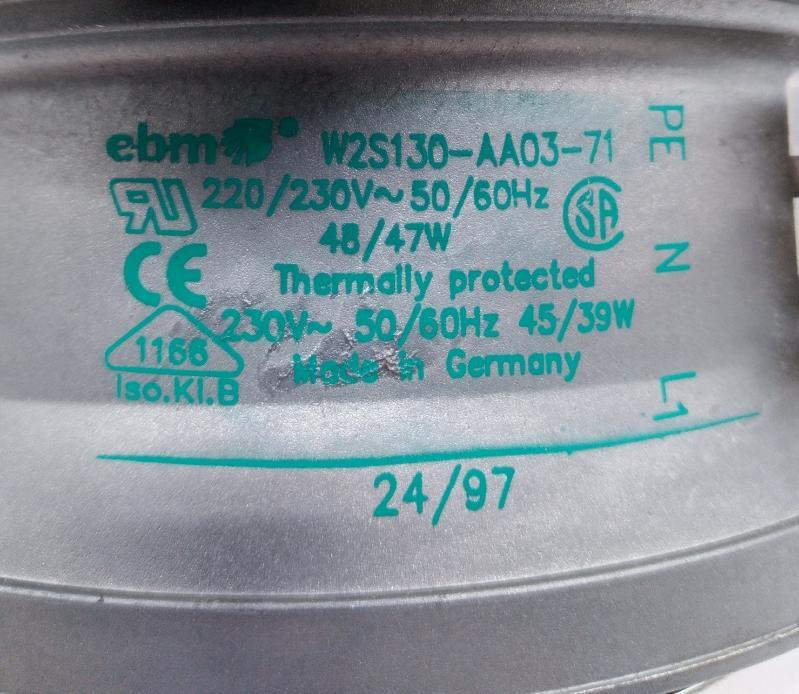 ebm W2S130-AA03-71
220/230V~50/60Hz
48/47W
Thermally protected
230V~ 50/60Hz 45/39W
Made in Germany
1166
Iso.Kl.B
PE
N
L1
24/97